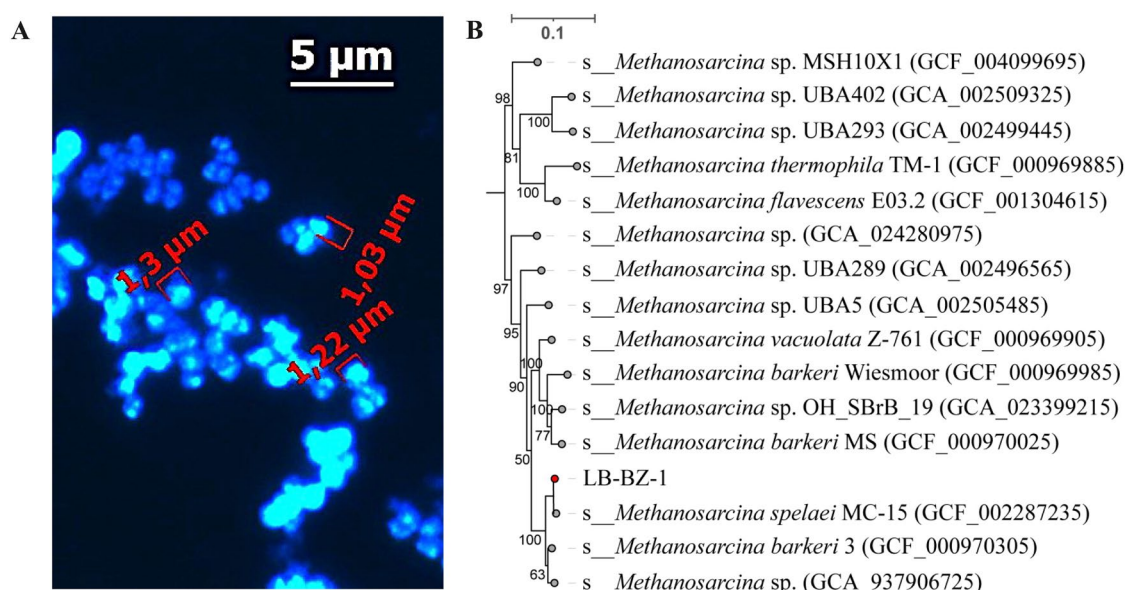 A
5 μm
1,3 μm
1,03 μm
1,22 μm
B
0.1
s__Methanosarcina sp. MSH10X1 (GCF_004099695)
98
s__Methanosarcina sp. UBA402 (GCA_002509325)
100
s__Methanosarcina sp. UBA293 (GCA_002499445)
81
s__Methanosarcina thermophila TM-1 (GCF_000969885)
100
s__Methanosarcina flavescens E03.2 (GCF_001304615)
s__Methanosarcina sp. (GCA_024280975)
97
s__Methanosarcina sp. UBA289 (GCA_002496565)
s__Methanosarcina sp. UBA5 (GCA_002505485)
95
s__Methanosarcina vacuolata Z-761 (GCF_000969905)
100
s__Methanosarcina barkeri Wiesmoor (GCF_000969985)
90
s__Methanosarcina sp. OH_SBrB_19 (GCA_023399215)
100
77
s__Methanosarcina barkeri MS (GCF_000970025)
50
LB-BZ-1
s__Methanosarcina spelaei MC-15 (GCF_002287235)
100
s__Methanosarcina barkeri 3 (GCF_000970305)
63
s__Methanosarcina sp. (GCA_937906725)